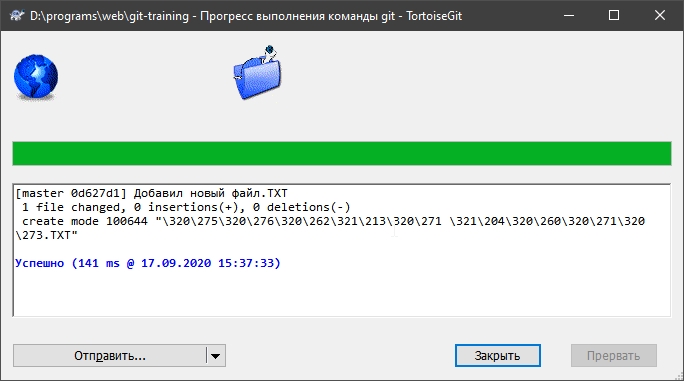 D:\programs\web\git-training - Прогресс выполнения команды git - TortoiseGit
[master 0d627d1] Добавил новый файл.TXT
1 file changed, 0 insertions(+), 0 deletions(-)
create mode 100644 "\320\275\320\276\320\262\321\213\320\271 \321\204\320\260\320\271\320
\273.TXT"
Успешно (141 ms @ 17.09.2020 15:37:33)
Отправить...
Закрыть
Прервать